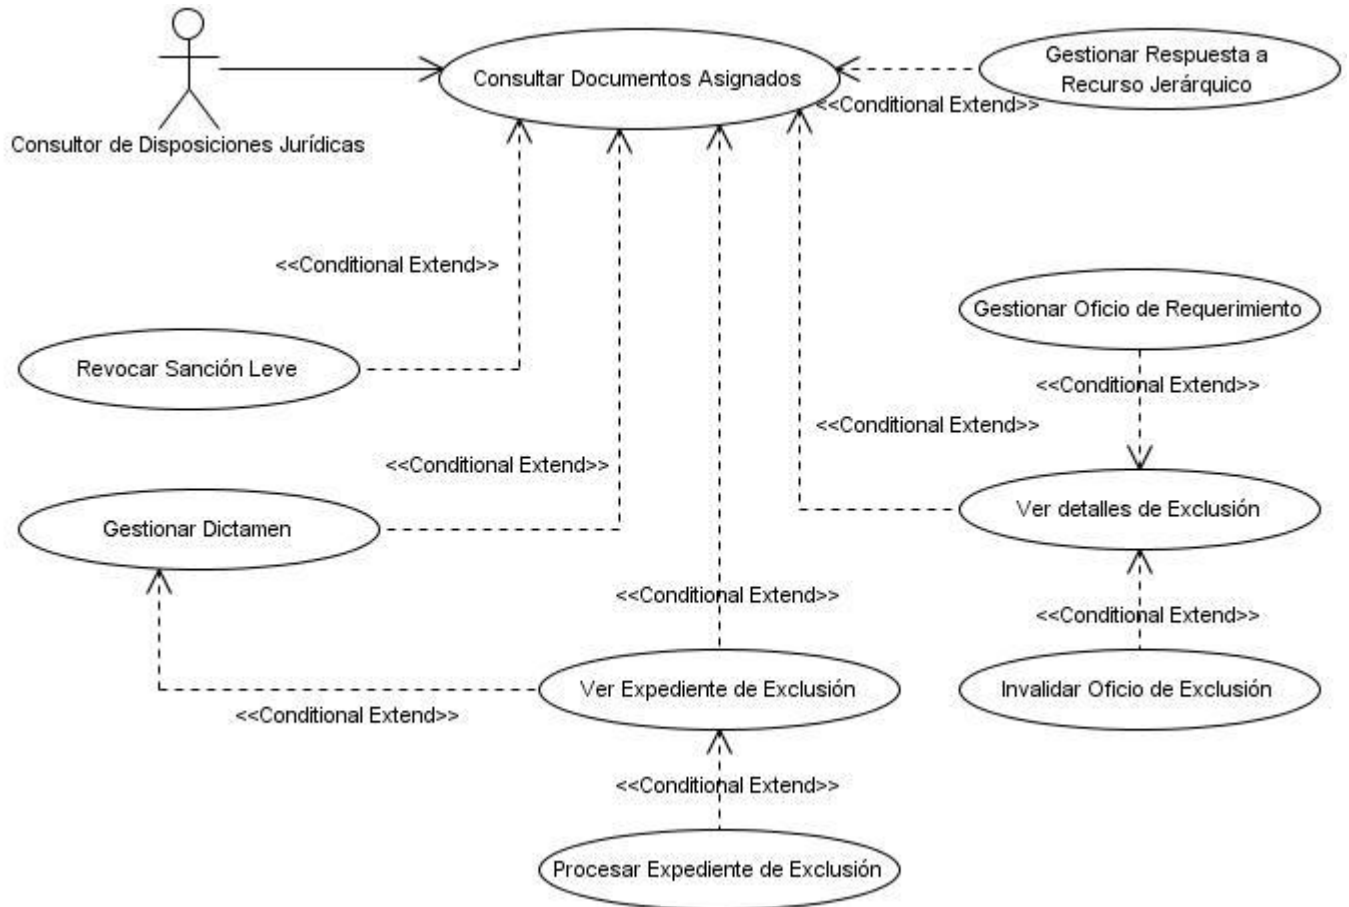 Consultar Documentos Asignados
Gestionar Respuesta a
Recurso Jerárquico
<<Conditional Extend>>
Consultor de Disposiciones Jurídicas
<<Conditional Extend>>
Gestionar Oficio de Requerimiento
Revocar Sanción Leve
<<Conditional Extend>>
<<Conditional Extend>>
<<Conditional Extend>>
Gestionar Dictamen
Ver detalles de Exclusión
<<Conditional Extend>>
<<Conditional Extend>>
Ver Expediente de Exclusión
Invalidar Oficio de Exclusión
<<Conditional Extend>>
<<Conditional Extend>>
Procesar Expediente de Exclusión